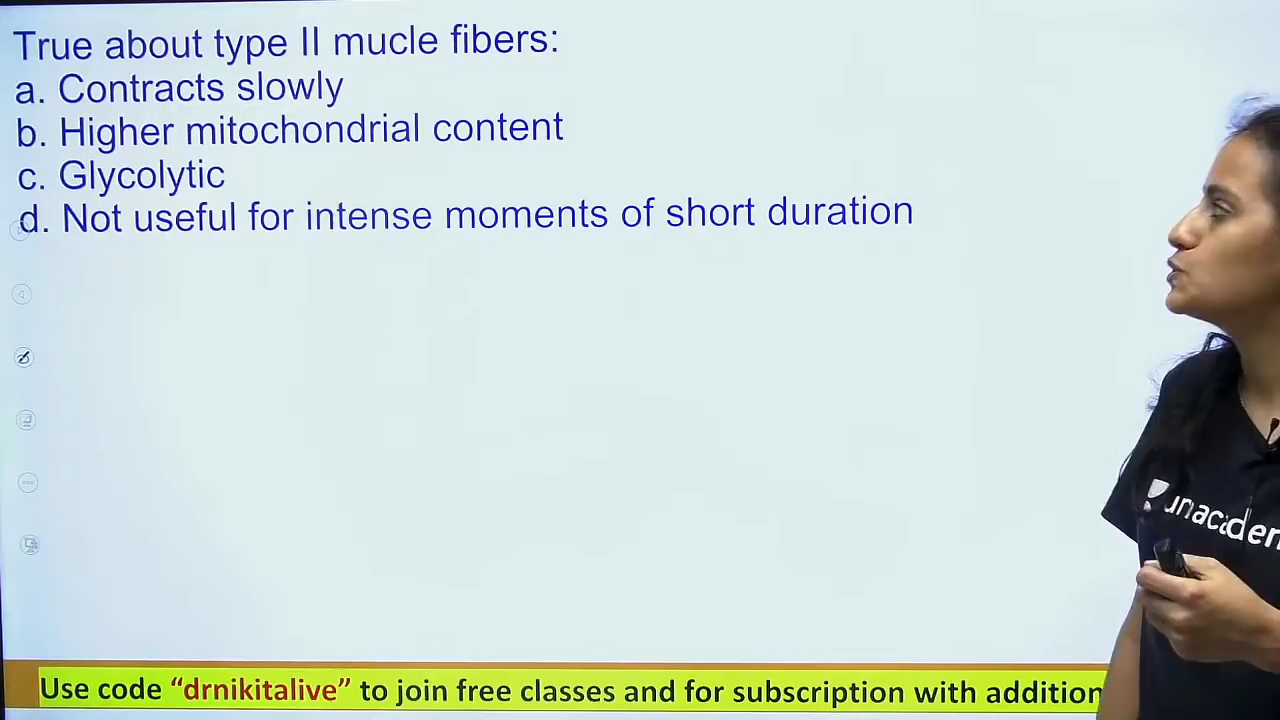 True about type II mucle fibers:
a. Contracts slowly
b. Higher mitochondrial content
c. Glycolytic
d. Not useful for intense moments of short duration
unacadem
Use code “drnikitalive” to join free classes and for subscription with addition